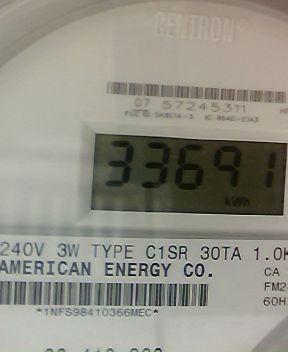 CENTRON®
07 57245311
33691
kWh
240V 3W TYPE C1SR 30TA 1.0K
AMERICAN ENERGY CO.
CA
FM2
60H
*1NFS98410366MEC*